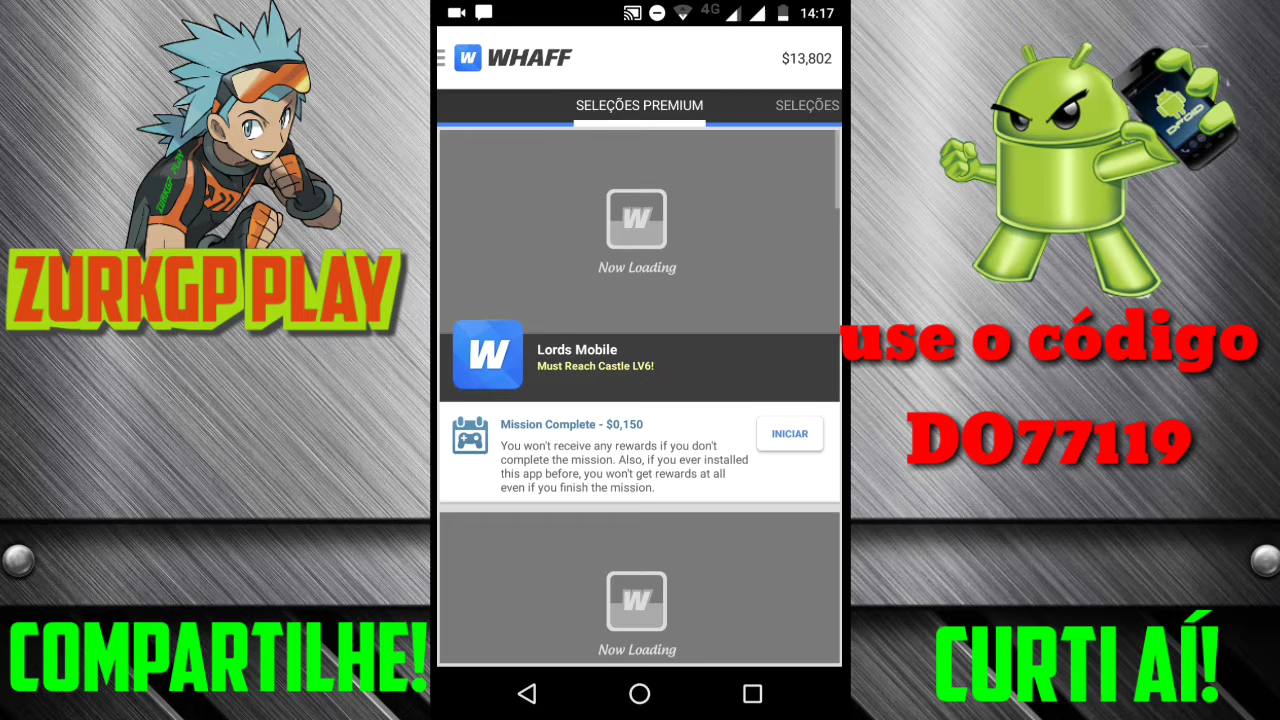 4G
14:17
W WHAFF
$13,802
SELEÇÕES PREMIUM
SELEÇÕES
W
Now Loading
W
Lords Mobile
Must Reach Castle LV6!
Mission Complete - $0,150
You won't receive any rewards if you don't
complete the mission. Also, if you ever installed
this app before, you won't get rewards at all
even if you finish the mission.
INICIAR
W
Now Loading
ZURKGP PLAY
ZURKGP PLAY
COMPARTILHE!
DROID
use o código
DO77119
CURTI AÍ!